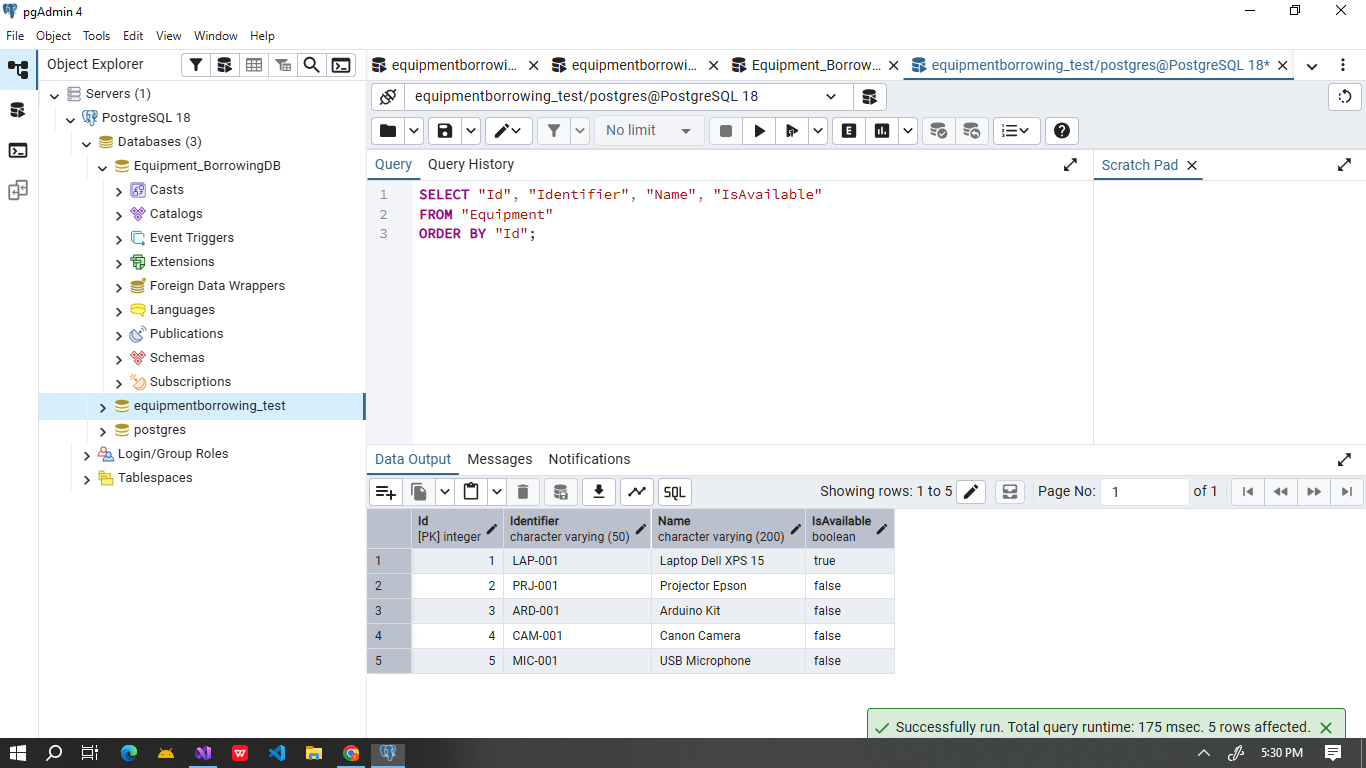 pgAdmin 4
File Object Tools Edit View Window Help
Object Explorer
Servers (1)
PostgreSQL 18
Databases (3)
Equipment_BorrowingDB
Casts
Catalogs
Event Triggers
Extensions
Foreign Data Wrappers
Languages
Publications
Schemas
Subscriptions
equipmentborrowing_test
postgres
Login/Group Roles
Tablespaces
equipmentborrowi... equipmentborrowi... Equipment_Borrow... equipmentborrowing_test/postgres@PostgreSQL 18*
equipmentborrowing_test/postgres@PostgreSQL 18
No limit E
Query Query History
1 SELECT "Id", "Identifier", "Name", "IsAvailable"
2 FROM "Equipment"
3 ORDER BY "Id";
Scratch Pad
Data Output Messages Notifications
SQL Showing rows: 1 to 5 Page No: 1 of 1
Id Identifier Name IsAvailable
[PK] integer character varying (50) character varying (200) boolean
1 1 LAP-001 Laptop Dell XPS 15 true
2 2 PRJ-001 Projector Epson false
3 3 ARD-001 Arduino Kit false
4 4 CAM-001 Canon Camera false
5 5 MIC-001 USB Microphone false
Successfully run. Total query runtime: 175 msec. 5 rows affected.
5:30 PM